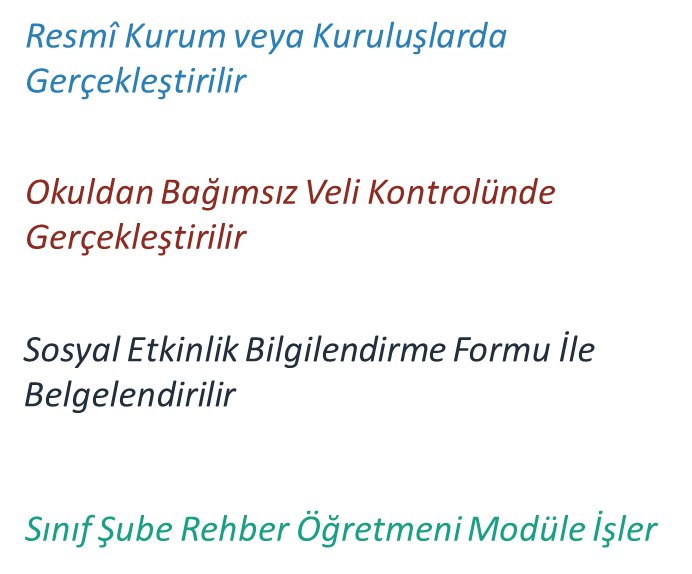 Resmî Kurum veya Kuruluşlarda
Gerçekleştirilir
Okuldan Bağımsız Veli Kontrolünde
Gerçekleştirilir
Sosyal Etkinlik Bilgilendirme Formu İle
Belgelendirilir
Sınıf Şube Rehber Öğretmeni Modüle İşler